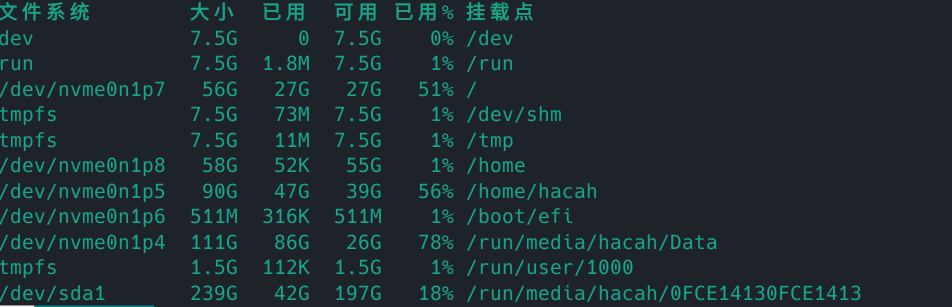 文件系统 大小 已用 可用 已用% 挂载点
dev 7.5G 0 7.5G 0% /dev
run 7.5G 1.8M 7.5G 1% /run
/dev/nvme0n1p7 56G 27G 27G 51% /
tmpfs 7.5G 73M 7.5G 1% /dev/shm
tmpfs 7.5G 11M 7.5G 1% /tmp
/dev/nvme0n1p8 58G 52K 55G 1% /home
/dev/nvme0n1p5 90G 47G 39G 56% /home/hacah
/dev/nvme0n1p6 511M 316K 511M 1% /boot/efi
/dev/nvme0n1p4 111G 86G 26G 78% /run/media/hacah/Data
tmpfs 1.5G 112K 1.5G 1% /run/user/1000
/dev/sda1 239G 42G 197G 18% /run/media/hacah/0FCE14130FCE1413